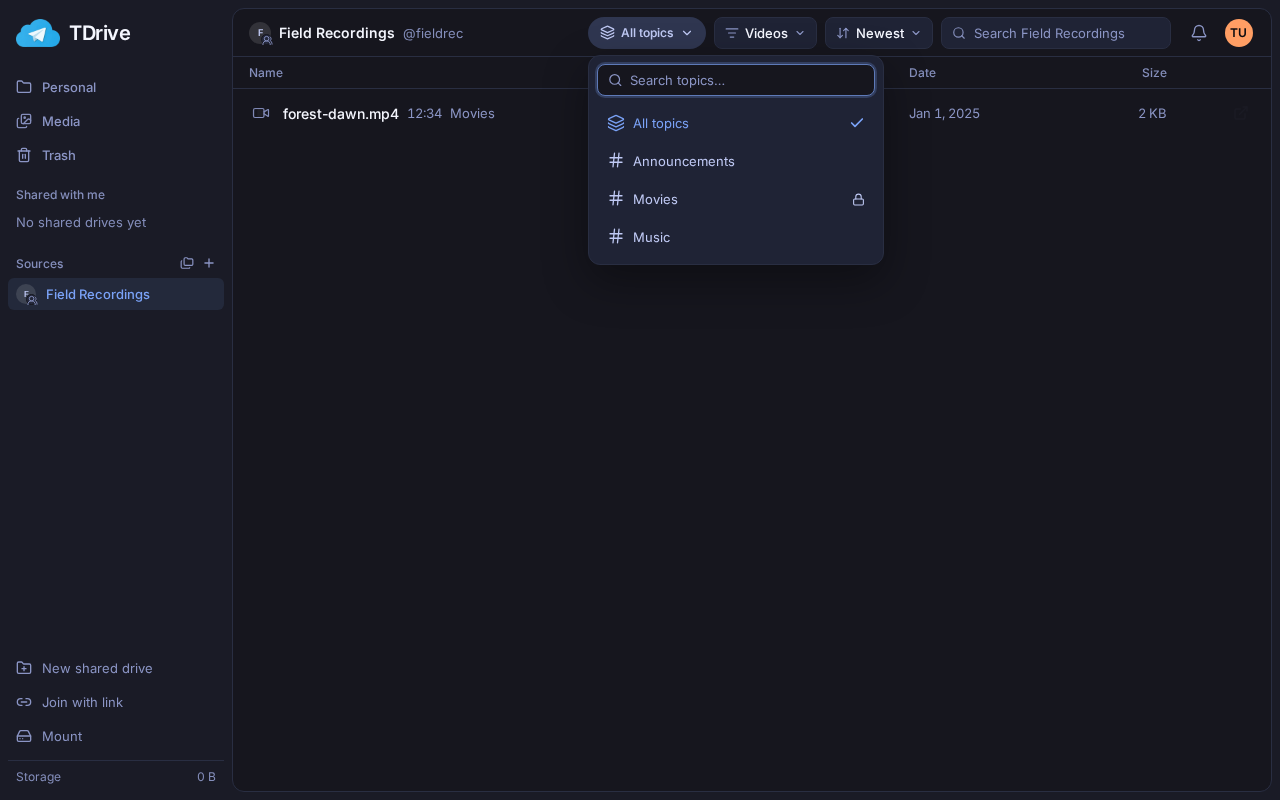 TDrive
Personal
Media
Trash
Shared with me
No shared drives yet
Sources
F Field Recordings
New shared drive
Join with link
Mount
Storage 0 B
F Field Recordings @fieldrec All topics Videos Newest Search Field Recordings TU
Name Date Size
forest-dawn.mp4 12:34 Movies Jan 1, 2025 2 KB
Search topics...
All topics
Announcements
Movies
Music